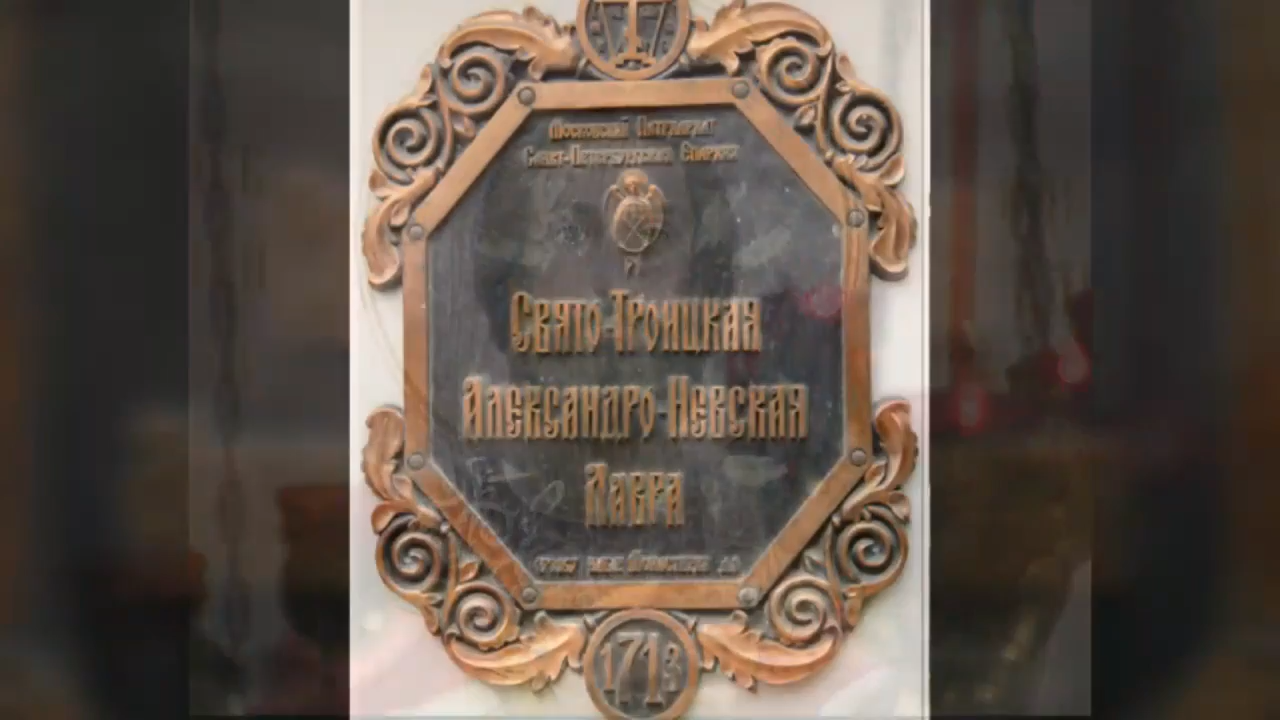 Московский Патриархат
Санкт-Петербургская Епархия
Свято-Троицкая
Александро-Невская
Лавра
1713